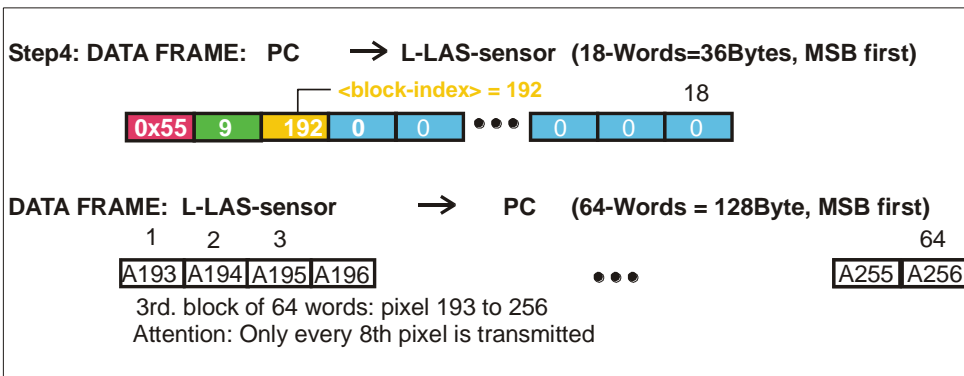 Step4: DATA FRAME: PC → L-LAS-sensor (18-Words=36Bytes, MSB first)
<block-index> = 192
18
0x55 9 192 0 0 ●●● 0 0 0
DATA FRAME: L-LAS-sensor → PC (64-Words = 128Byte, MSB first)
1 2 3 64
A193 A194 A195 A196 ●●● A255 A256
3rd. block of 64 words: pixel 193 to 256
Attention: Only every 8th pixel is transmitted